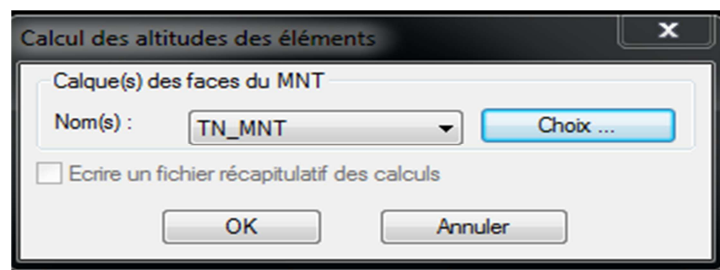 Calcul des altitudes des éléments
x
Calque(s) des faces du MNT
Nom(s) : TN_MNT Choix ...
Ecrire un fichier récapitulatif des calculs
OK Annuler